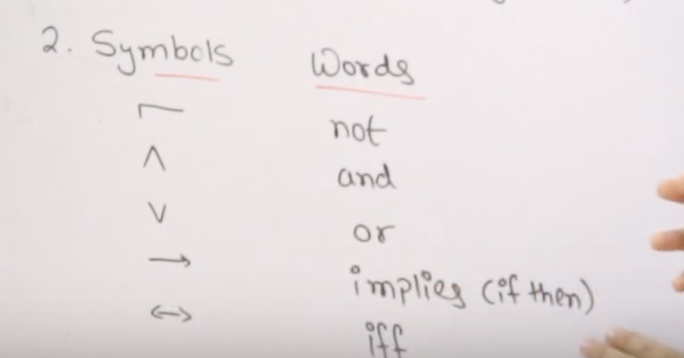 2. Symbols Words
¬ not
∧ and
∨ or
→ implies (if then)
↔ iff